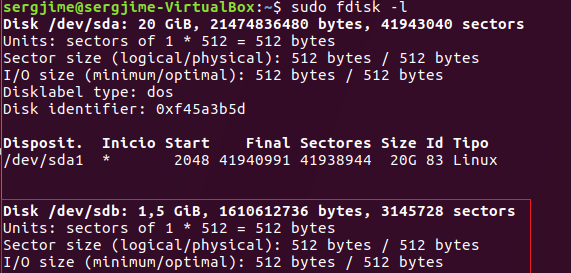 sergjime@sergjime-VirtualBox:~$ sudo fdisk -l
Disk /dev/sda: 20 GiB, 21474836480 bytes, 41943040 sectors
Units: sectors of 1 * 512 = 512 bytes
Sector size (logical/physical): 512 bytes / 512 bytes
I/O size (minimum/optimal): 512 bytes / 512 bytes
Disklabel type: dos
Disk identifier: 0xf45a3b5d
Disposit. Inicio Start Final Sectores Size Id Tipo
/dev/sda1 * 2048 41940991 41938944 20G 83 Linux
Disk /dev/sdb: 1,5 GiB, 1610612736 bytes, 3145728 sectors
Units: sectors of 1 * 512 = 512 bytes
Sector size (logical/physical): 512 bytes / 512 bytes
I/O size (minimum/optimal): 512 bytes / 512 bytes